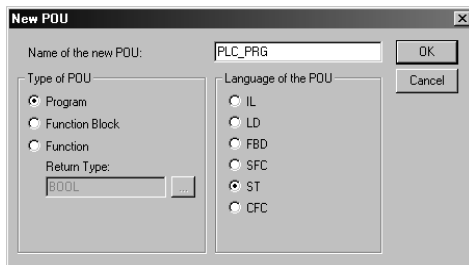 New POU
Name of the new POU:
PLC_PRG
OK
Cancel
Type of POU
Program
Function Block
Function
Return Type:
BOOL
...
Language of the POU
IL
LD
FBD
SFC
ST
CFC